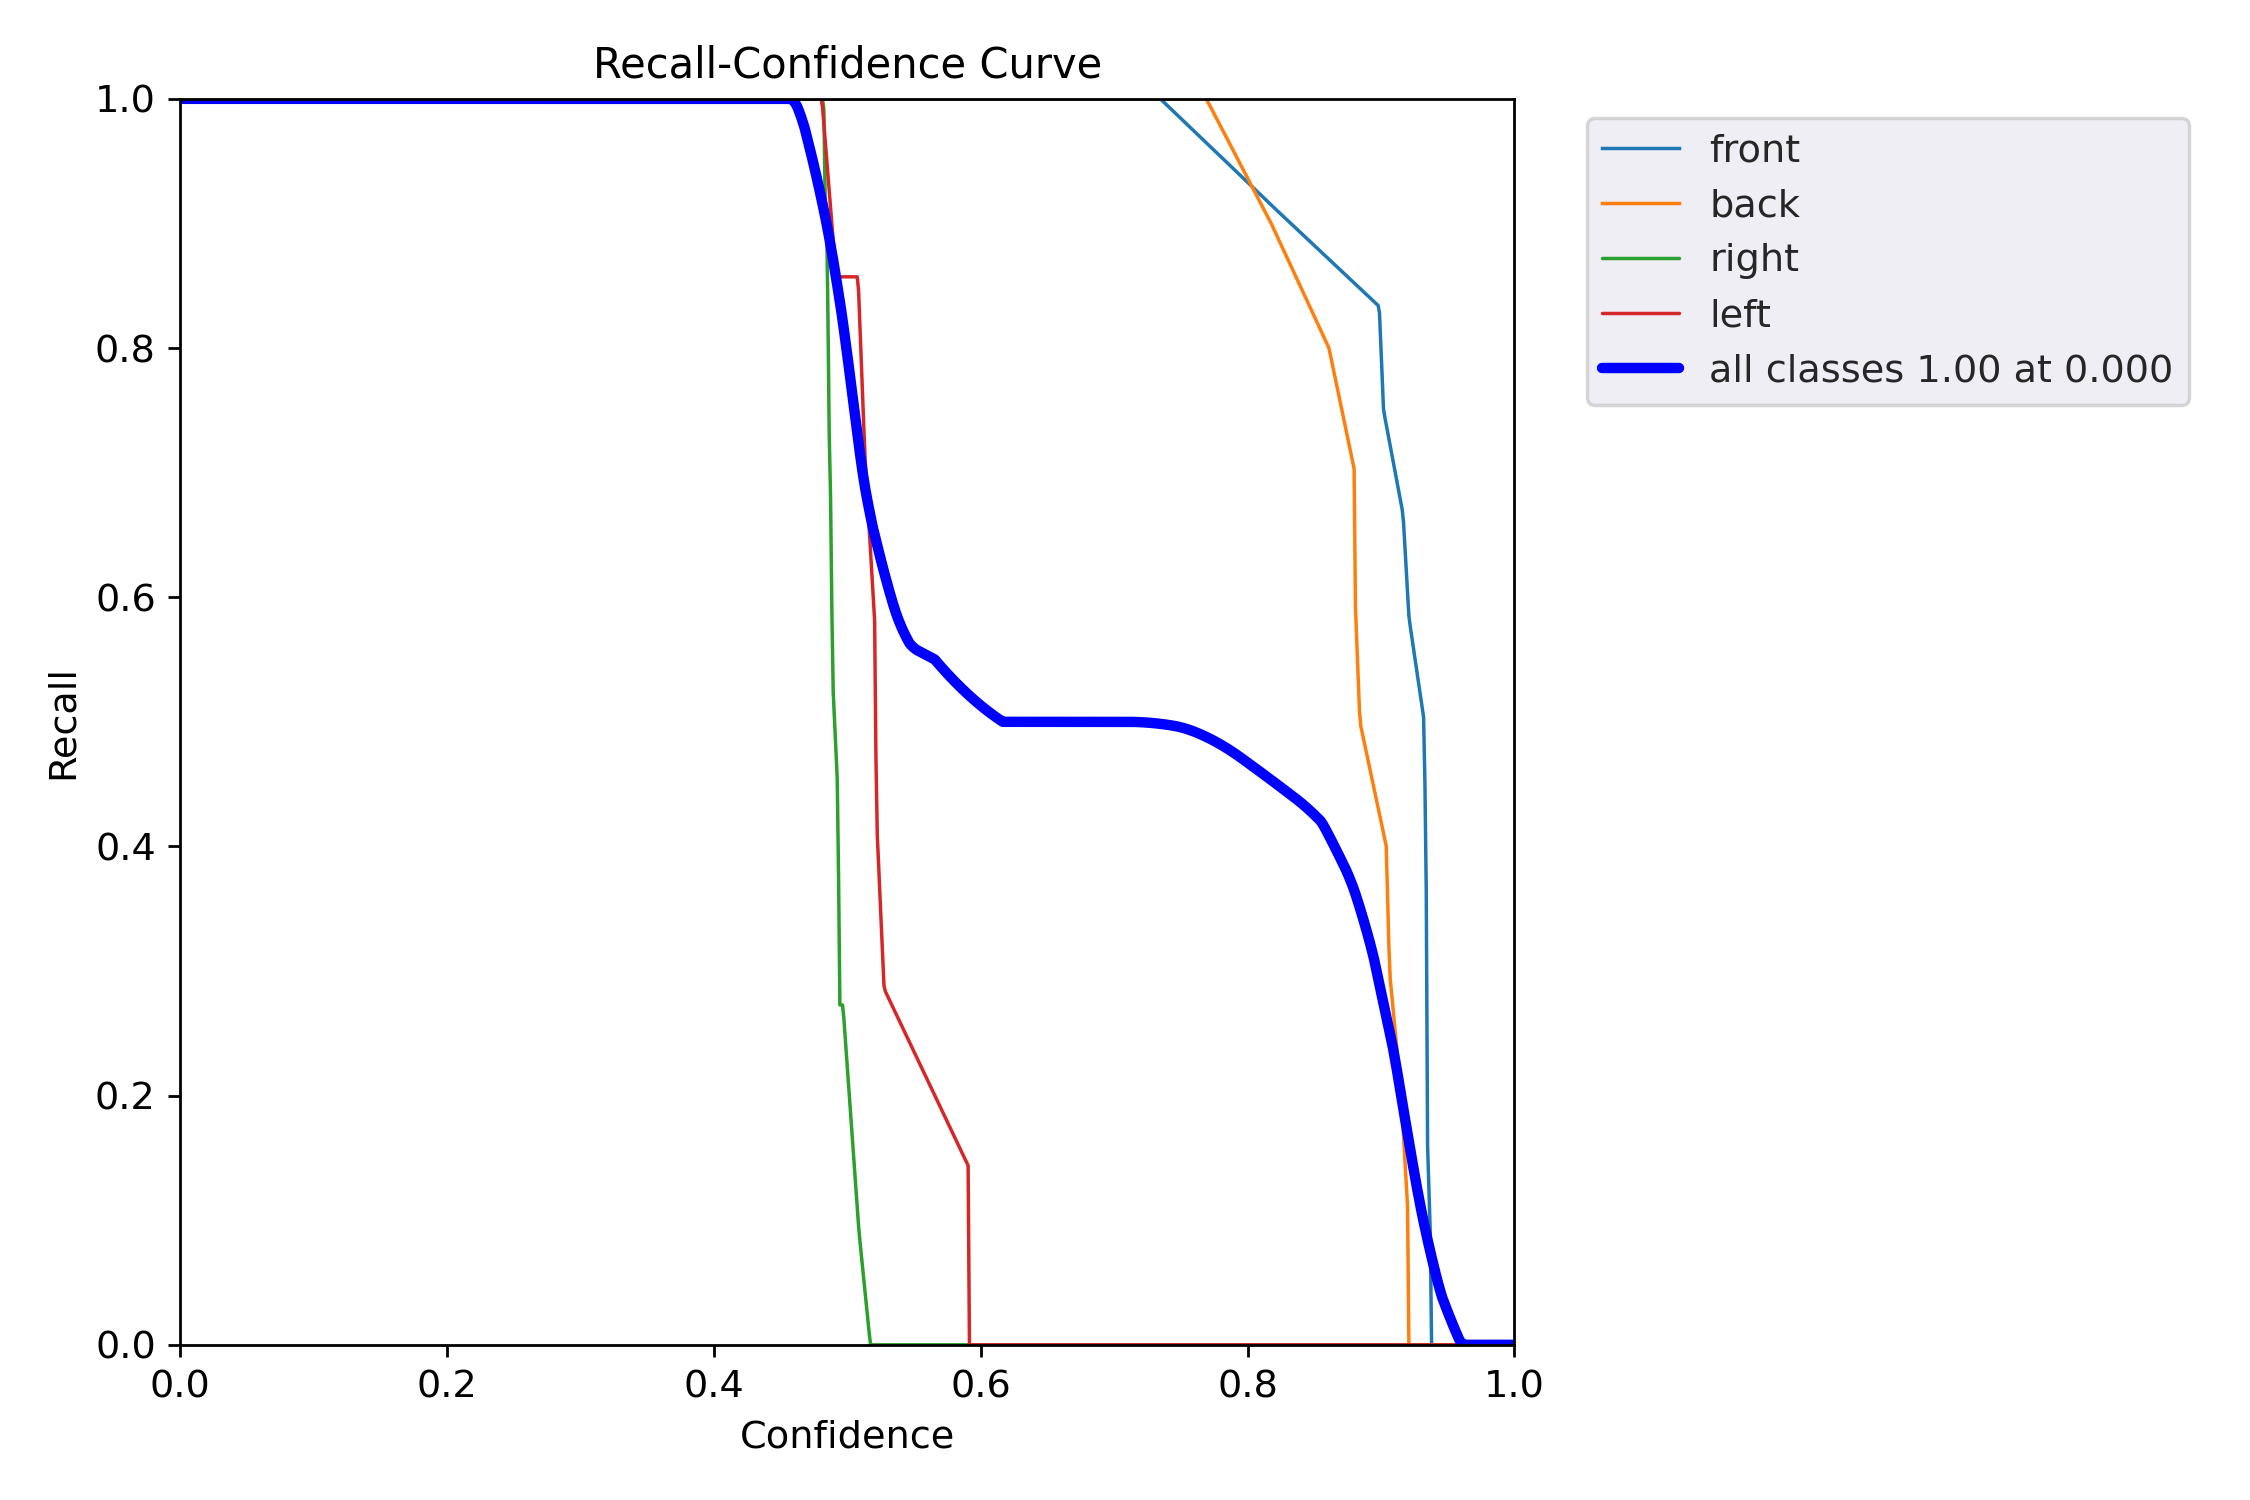 Recall-Confidence Curve
1.0
0.8
0.6
0.4
0.2
0.0
Recall
0.0 0.2 0.4 0.6 0.8 1.0
Confidence
front
back
right
left
all classes 1.00 at 0.000